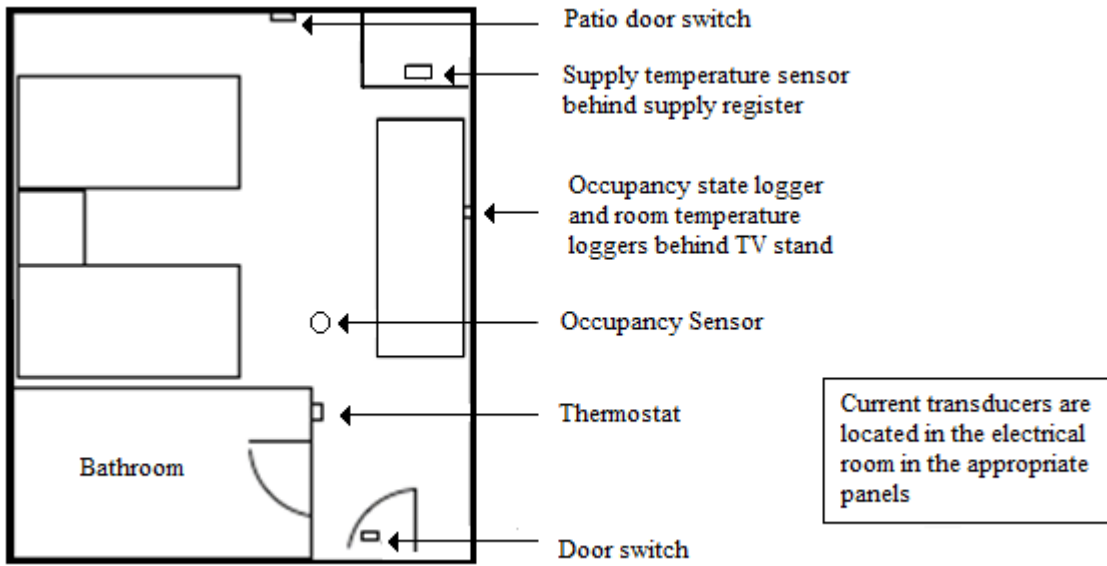 Patio door switch
Supply temperature sensor
behind supply register
Occupancy state logger
and room temperature
loggers behind TV stand
Occupancy Sensor
Thermostat
Current transducers are
located in the electrical
room in the appropriate
panels
Bathroom
Door switch